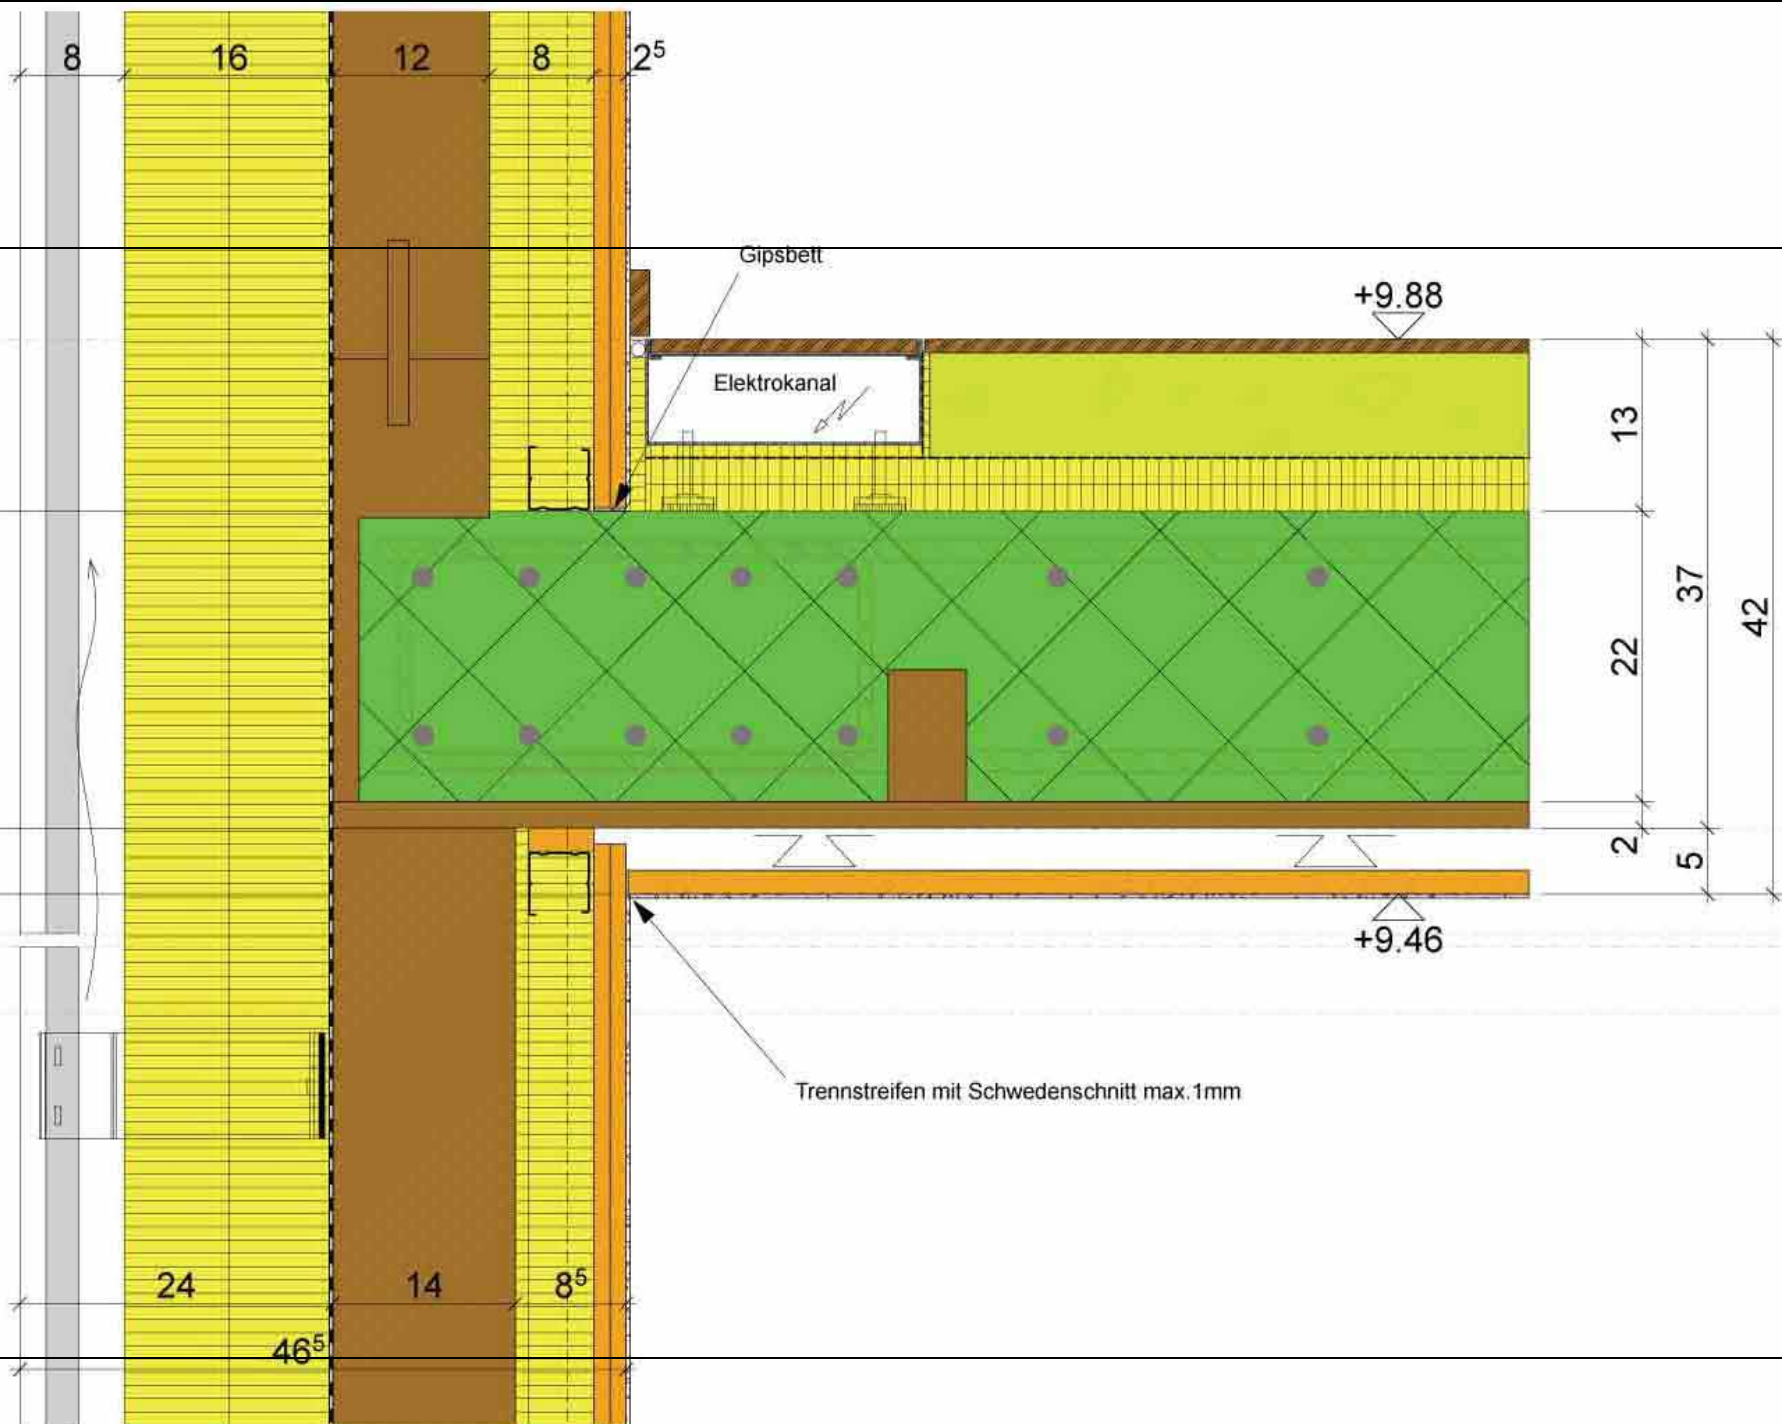 8 16 12 8 2⁵
Gipsbett
+9.88
Elektrokanal
13
37
42
22
2
5
+9.46
Trennstreifen mit Schwedenschnitt max.1mm
24 14 8⁵
46⁵